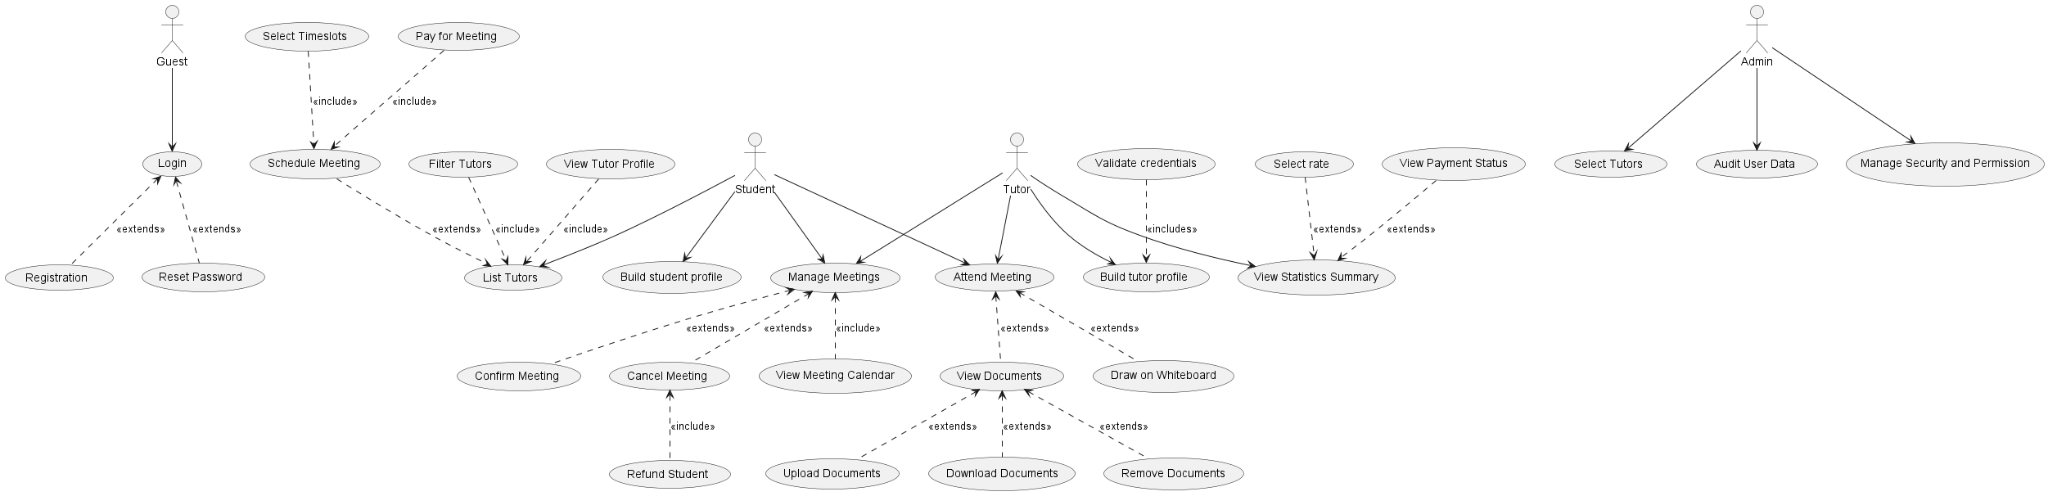 Select Timeslots
Pay for Meeting
Guest
Admin
«include»
«include»
Login
Schedule Meeting
Filter Tutors
View Tutor Profile
Student
Tutor
Validate credentials
Select rate
View Payment Status
Select Tutors
Audit User Data
Manage Security and Permission
«extends»
«extends»
«extends»
«include»
«include»
«includes»
«extends»
«extends»
Registration
Reset Password
List Tutors
Build student profile
Manage Meetings
Attend Meeting
Build tutor profile
View Statistics Summary
«extends»
«extends»
«include»
«extends»
«extends»
Confirm Meeting
Cancel Meeting
View Meeting Calendar
View Documents
Draw on Whiteboard
«include»
«extends»
«extends»
«extends»
Refund Student
Upload Documents
Download Documents
Remove Documents